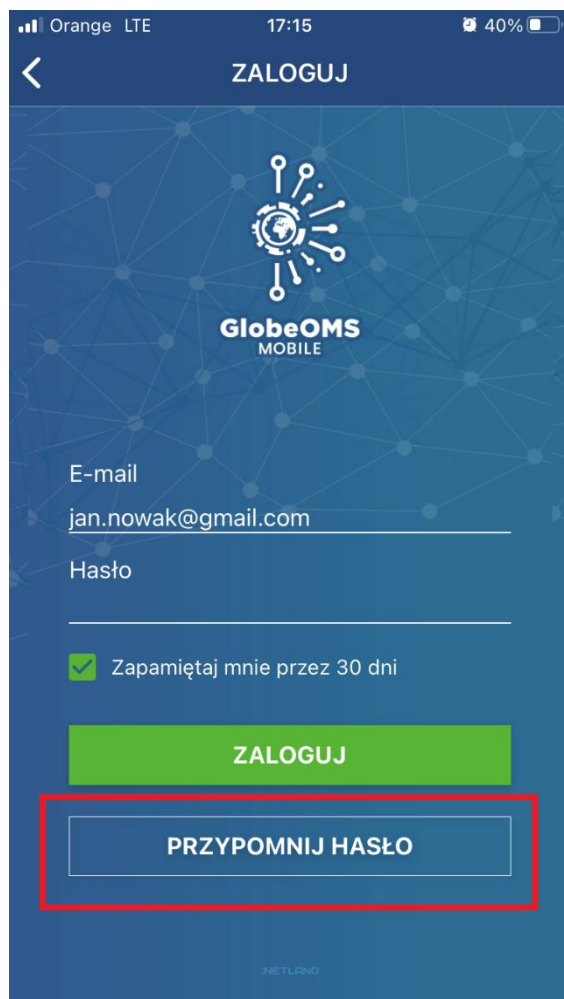 Orange LTE 17:15 40%
ZALOGUJ
GlobeOMS
MOBILE
E-mail
jan.nowak@gmail.com
Hasło
Zapamiętaj mnie przez 30 dni
ZALOGUJ
PRZYPOMNIJ HASŁO
NETLAND